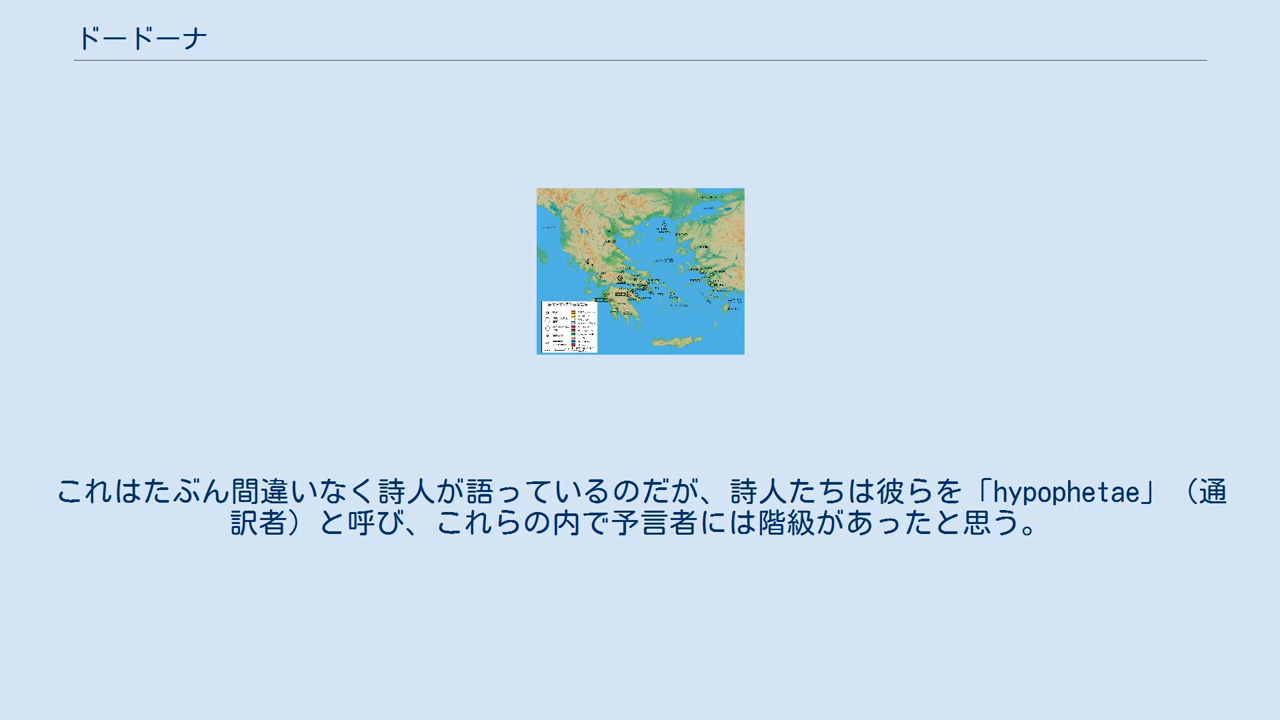 ドードーナ
これはたぶん間違いなく詩人が語っているのだが、詩人たちは彼らを「hypophetae」（通
訳者）と呼び、これらの内で予言者には階級があったと思う。